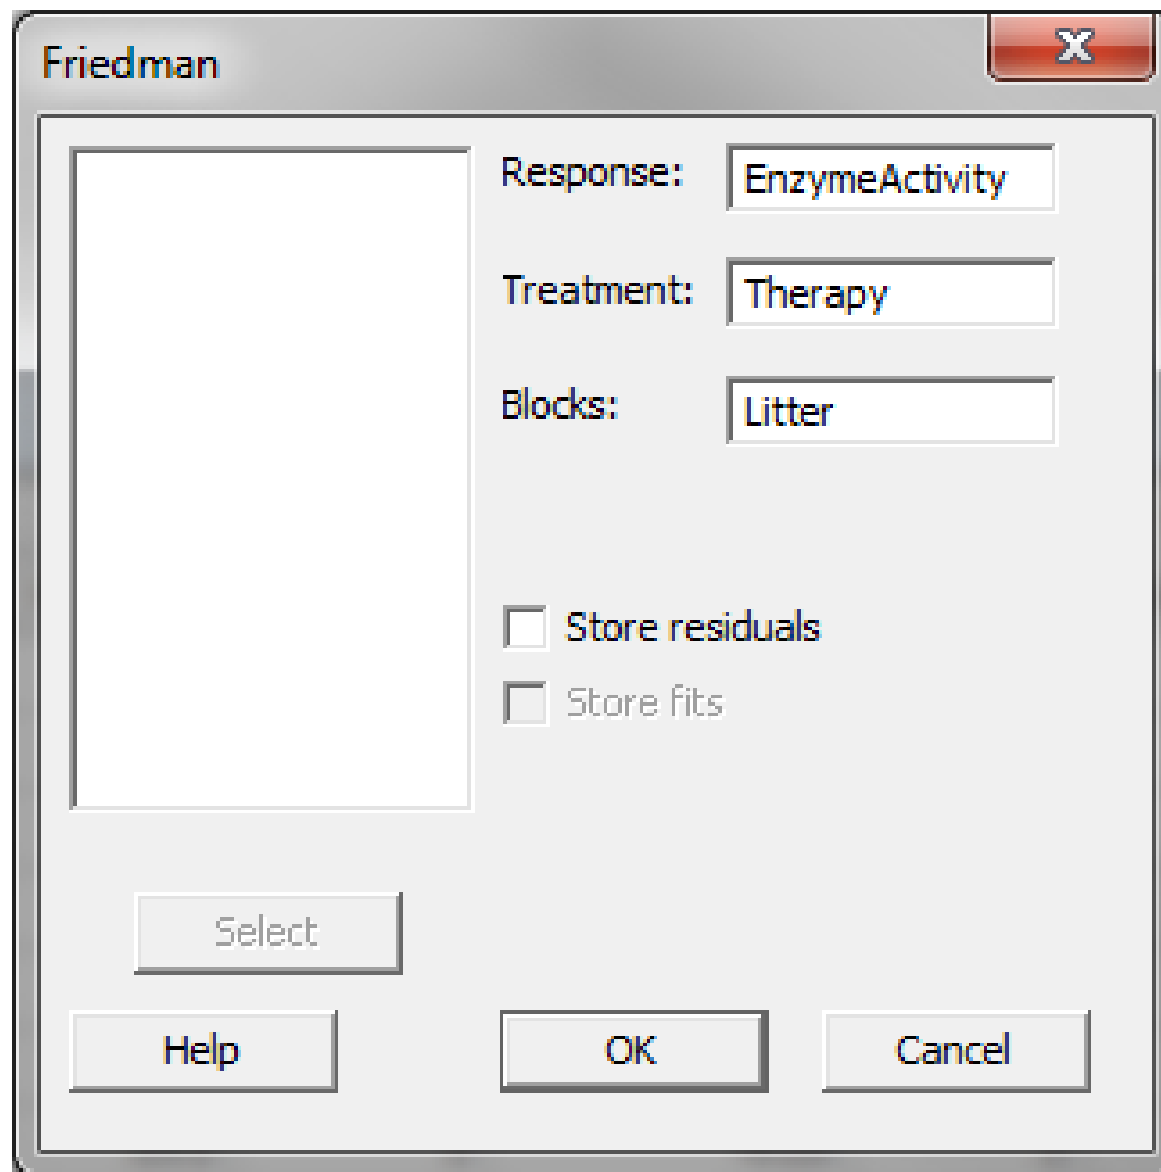 Friedman
Response: EnzymeActivity
Treatment: Therapy
Blocks: Litter
Store residuals
Store fits
Select
Help OK Cancel